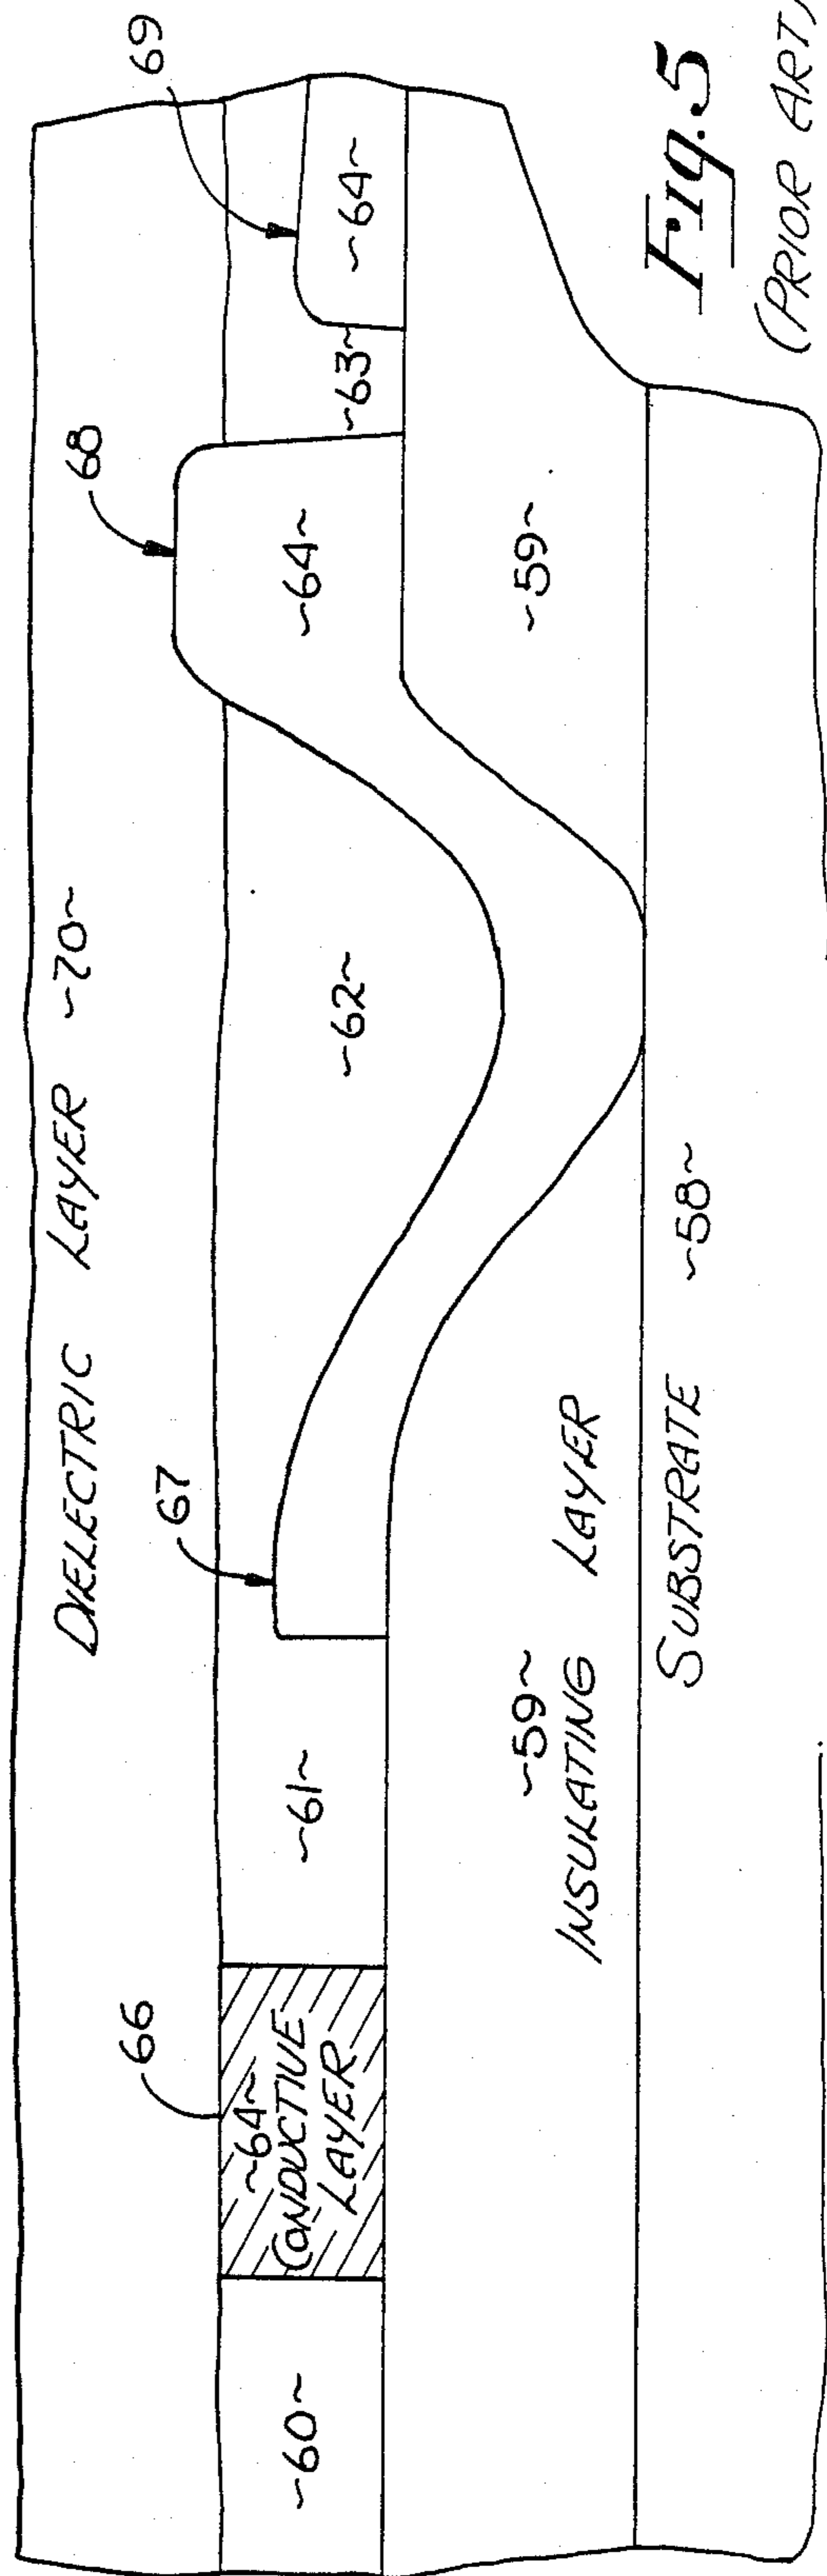 69
68
DIELECTRIC LAYER ~70~
67
66
~60~
~64~
CONDUCTIVE
LAYER
~61~
~62~
~64~
~63~
~64~
~59~
INSULATING LAYER
~59~
SUBSTRATE ~58~
Fig. 5
(PRIOR ART)